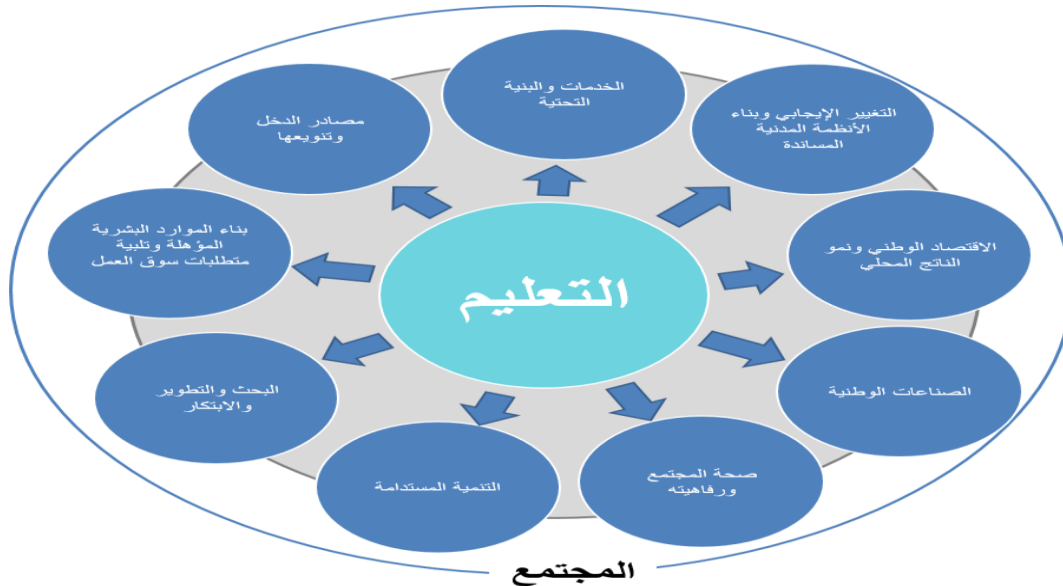 الخدمات والبنية
التحتية
التغيير الإيجابي وبناء
الأنظمة المدنية
المساندة
الاقتصاد الوطني ونمو
الناتج المحلي
الصناعات الوطنية
صحة المجتمع
ورفاهيته
التنمية المستدامة
البحث والتطوير
والابتكار
بناء الموارد البشرية
المؤهلة وتلبية
متطلبات سوق العمل
مصادر الدخل
وتنويعها
التعليم
المجتمع